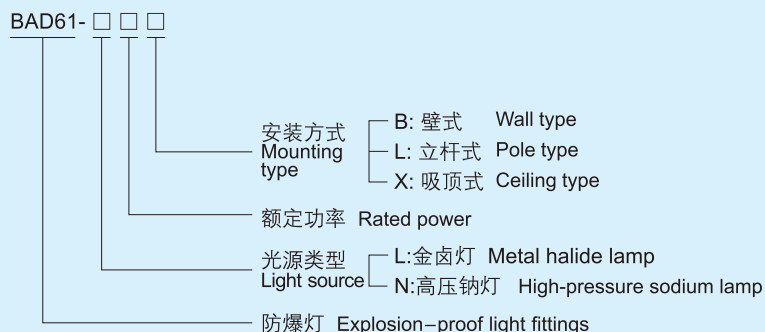 BAD61-□□□
安装方式
Mounting
type
B: 壁式 Wall type
L: 立杆式 Pole type
X: 吸顶式 Ceiling type
额定功率 Rated power
光源类型
Light source
L:金卤灯 Metal halide lamp
N:高压钠灯 High-pressure sodium lamp
防爆灯 Explosion–proof light fittings